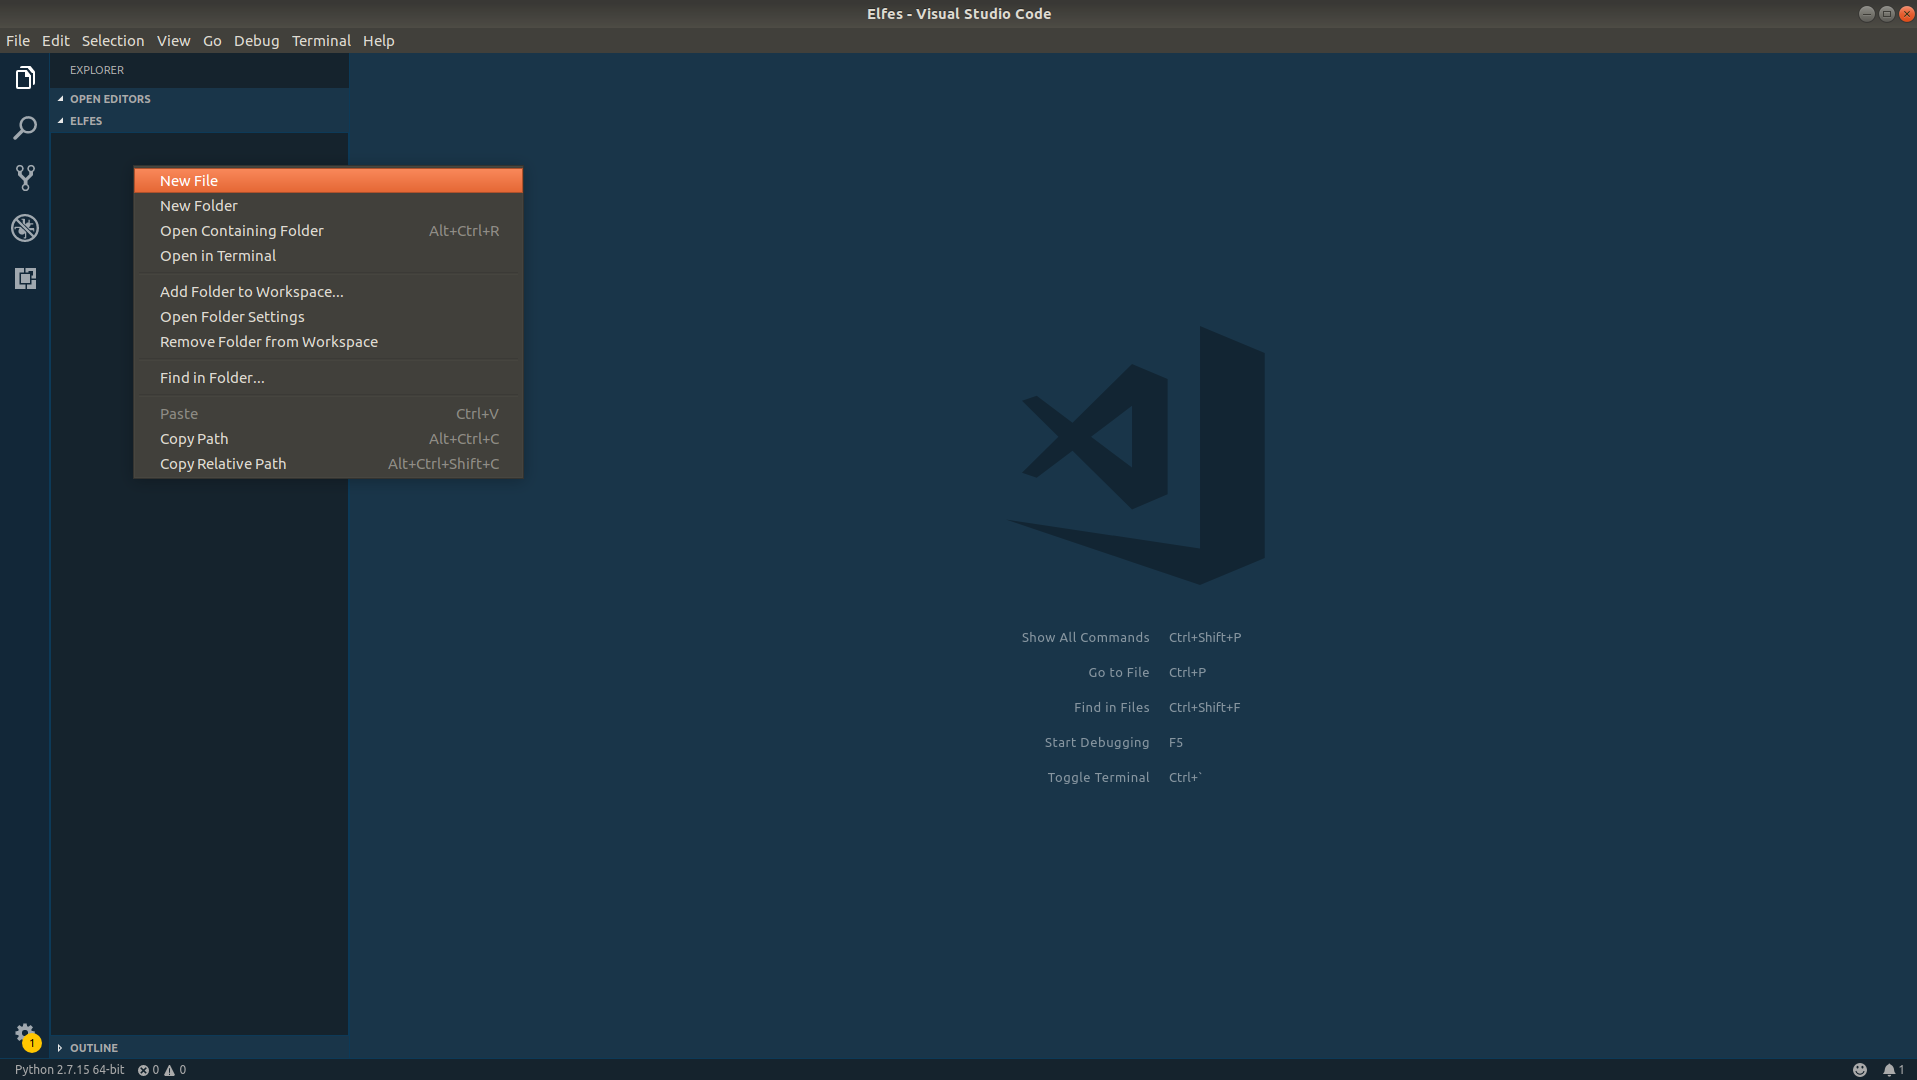 Elfes - Visual Studio Code
File Edit Selection View Go Debug Terminal Help
EXPLORER
OPEN EDITORS
ELFES
New File
New Folder
Open Containing Folder Alt+Ctrl+R
Open in Terminal
Add Folder to Workspace...
Open Folder Settings
Remove Folder from Workspace
Find in Folder...
Paste Ctrl+V
Copy Path Alt+Ctrl+C
Copy Relative Path Alt+Ctrl+Shift+C
Show All Commands Ctrl+Shift+P
Go to File Ctrl+P
Find in Files Ctrl+Shift+F
Start Debugging F5
Toggle Terminal Ctrl+`
1
OUTLINE
Python 2.7.15 64-bit 0 0 1